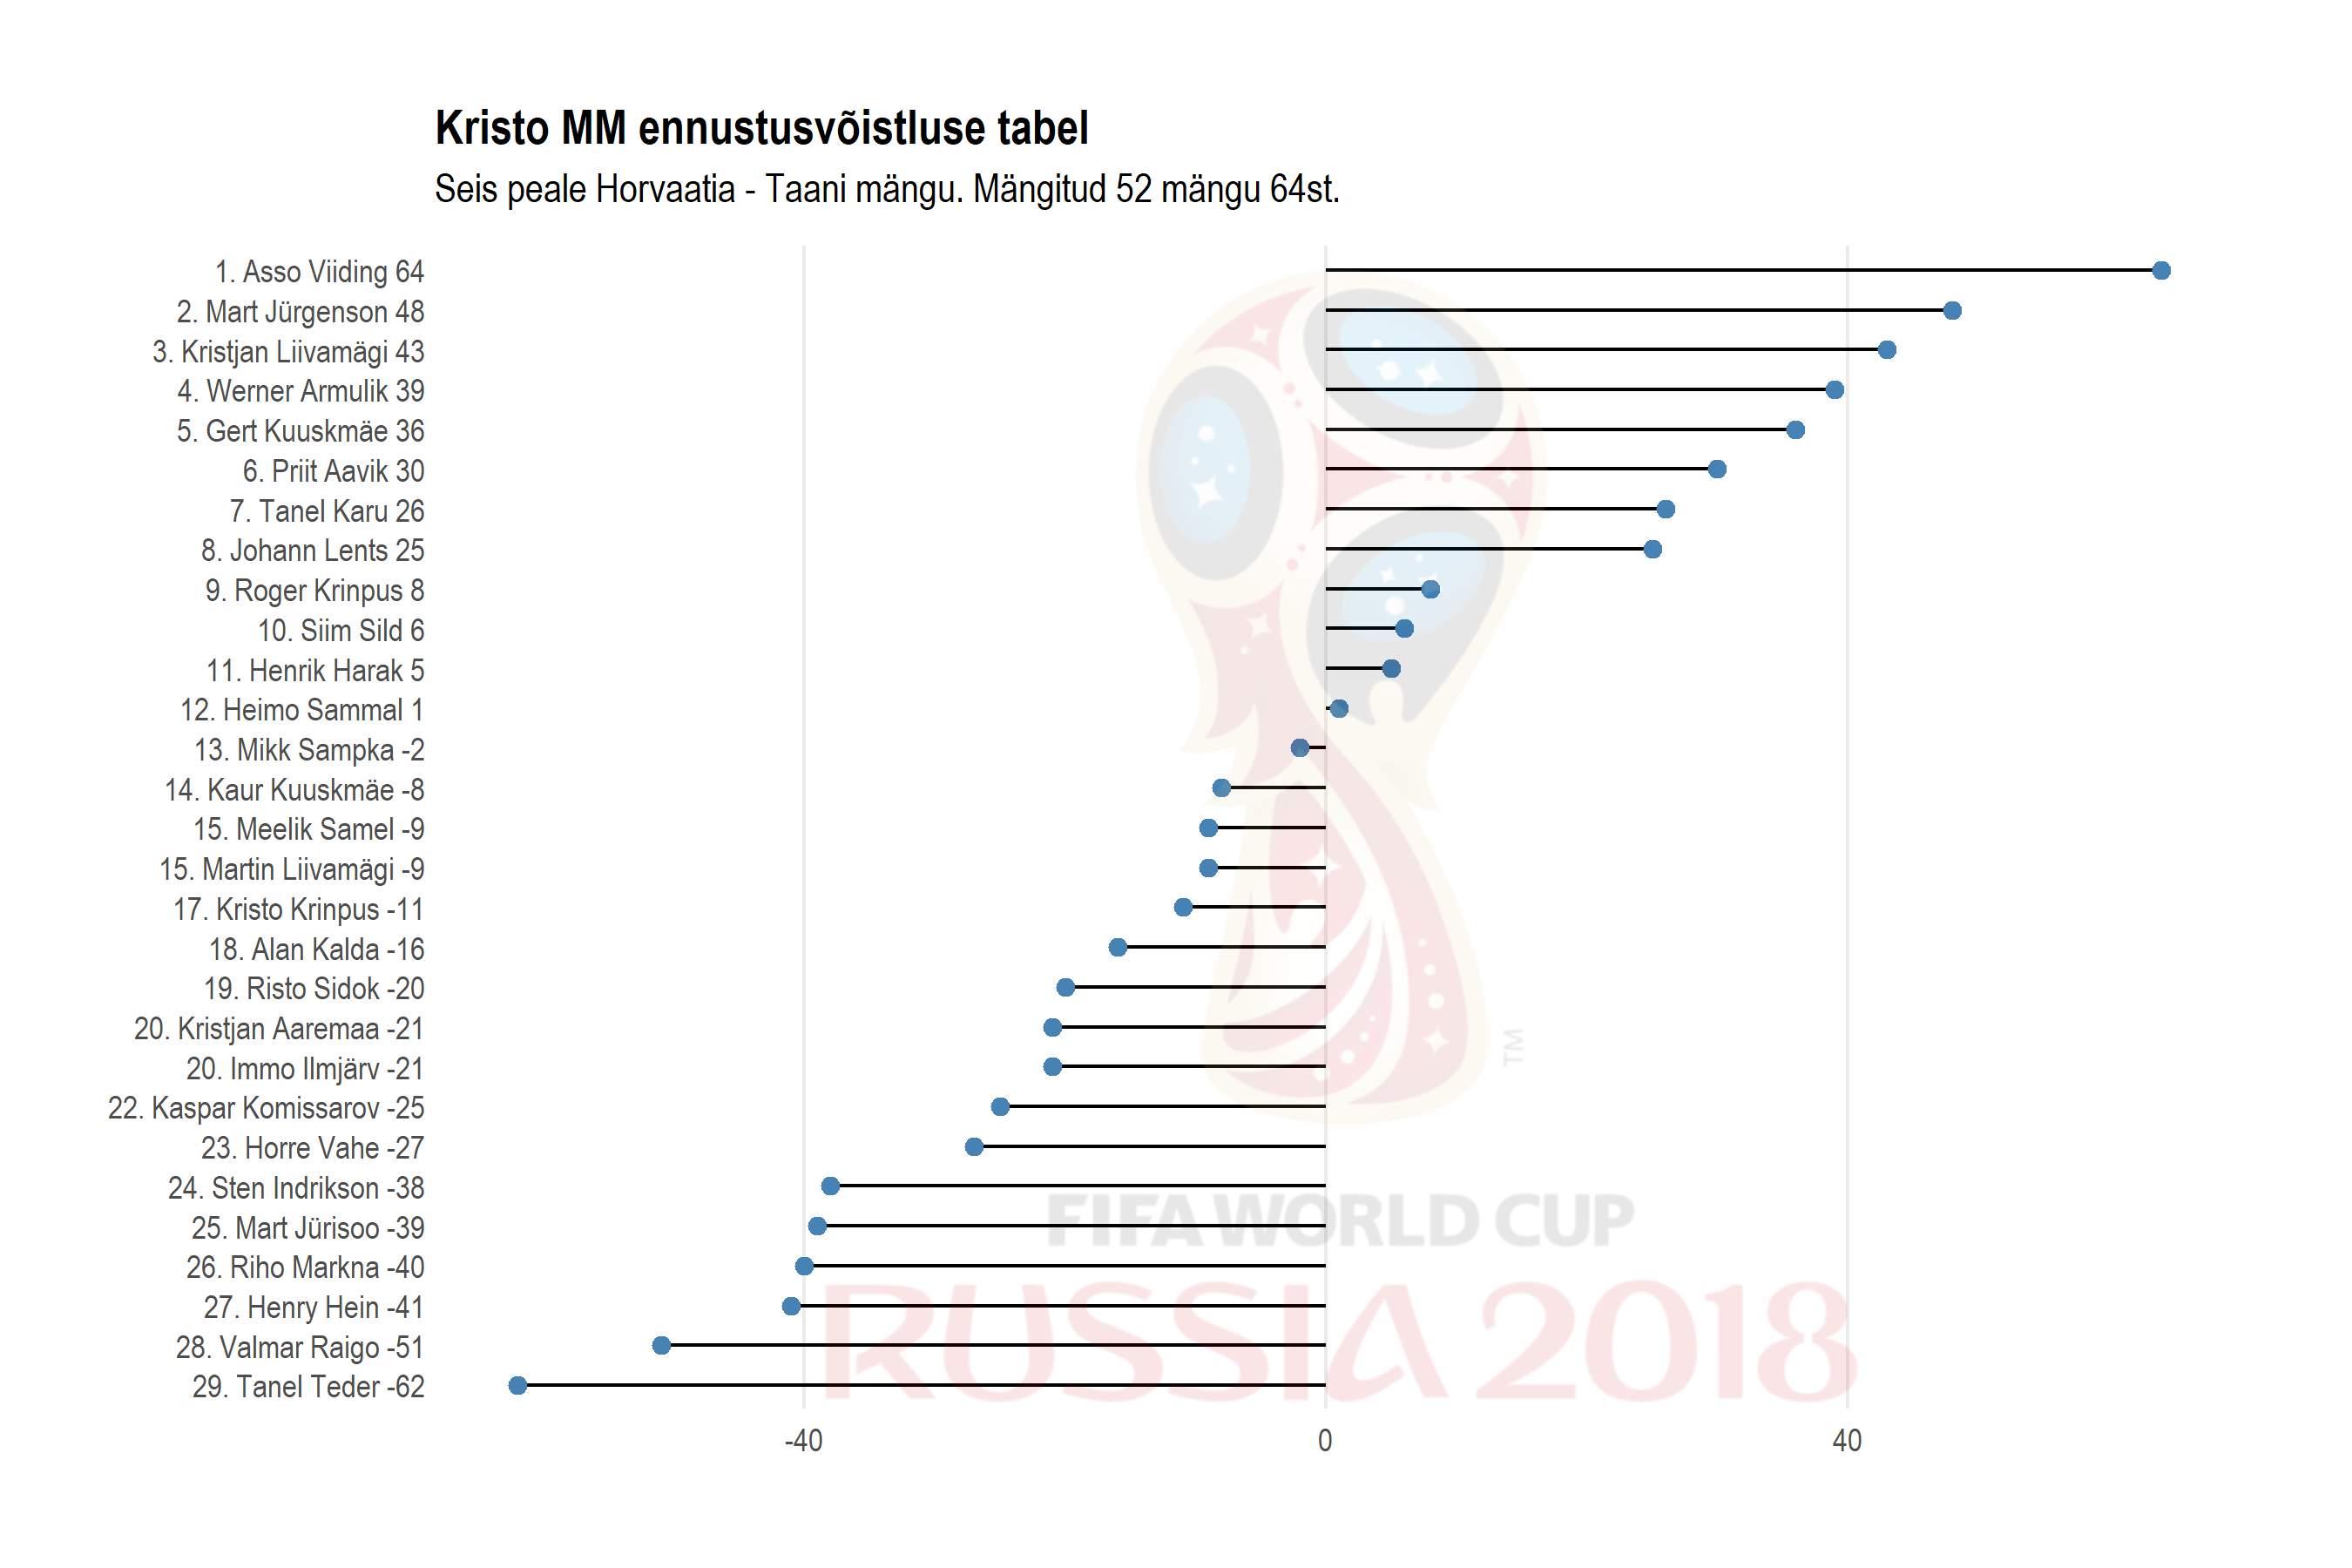 Kristo MM ennustusvõistluse tabel
Seis peale Horvaatia - Taani mängu. Mängitud 52 mängu 64st.
1. Asso Viiding 64
2. Mart Jürgenson 48
3. Kristjan Liivamägi 43
4. Werner Armulik 39
5. Gert Kuuskmäe 36
6. Priit Aavik 30
7. Tanel Karu 26
8. Johann Lents 25
9. Roger Krinpus 8
10. Siim Sild 6
11. Henrik Harak 5
12. Heimo Sammal 1
13. Mikk Sampka -2
14. Kaur Kuuskmäe -8
15. Meelik Samel -9
15. Martin Liivamägi -9
17. Kristo Krinpus -11
18. Alan Kalda -16
19. Risto Sidok -20
20. Kristjan Aaremaa -21
20. Immo Ilmjärv -21
22. Kaspar Komissarov -25
23. Horre Vahe -27
24. Sten Indrikson -38
25. Mart Jürisoo -39
26. Riho Markna -40
27. Henry Hein -41
28. Valmar Raigo -51
29. Tanel Teder -62
TM
FIFA WORLD CUP
RUSSIA 2018
-40 0 40